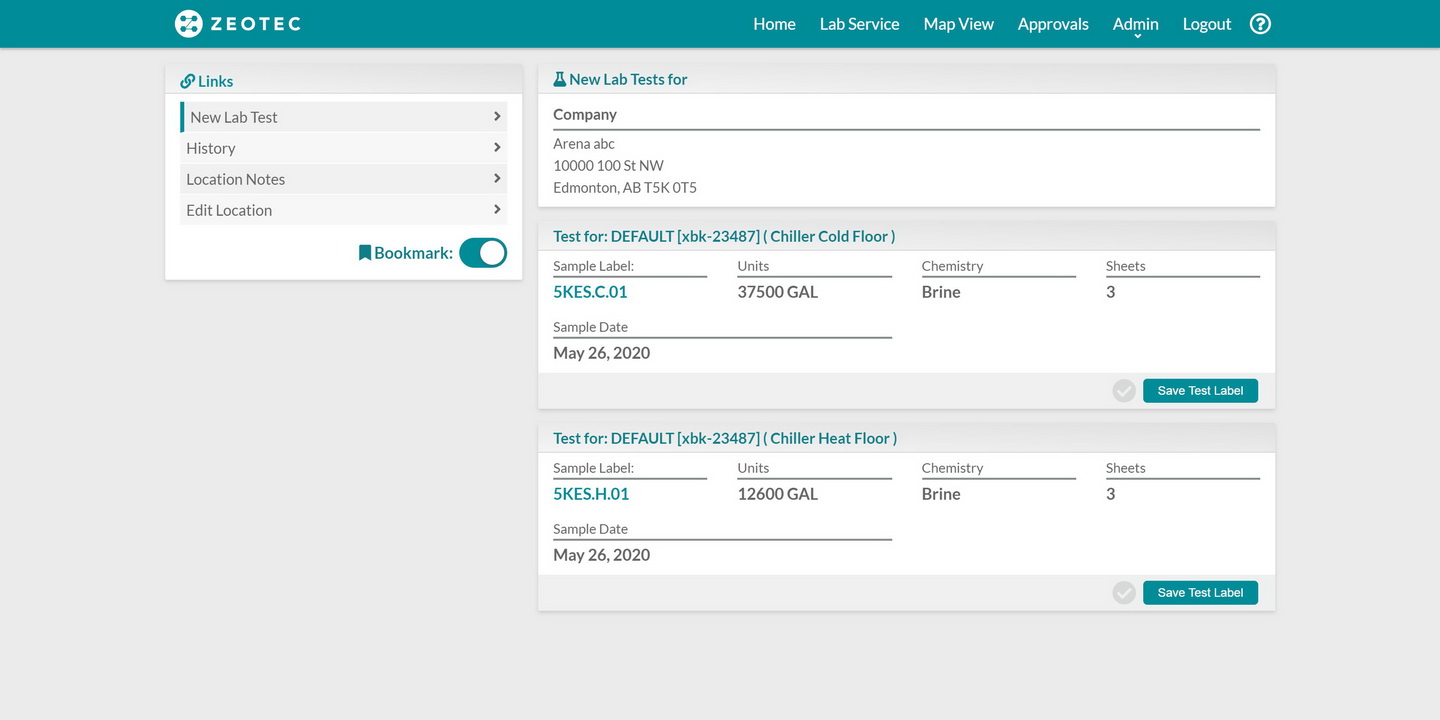 ZEOTEC
Home Lab Service Map View Approvals Admin Logout ?
Links
New Lab Test
History
Location Notes
Edit Location
Bookmark:
New Lab Tests for
Company
Arena abc
10000 100 St NW
Edmonton, AB T5K 0T5
Test for: DEFAULT [xbk-23487] ( Chiller Cold Floor )
Sample Label: Units Chemistry Sheets
5KES.C.01 37500 GAL Brine 3
Sample Date
May 26, 2020
Save Test Label
Test for: DEFAULT [xbk-23487] ( Chiller Heat Floor )
Sample Label: Units Chemistry Sheets
5KES.H.01 12600 GAL Brine 3
Sample Date
May 26, 2020
Save Test Label